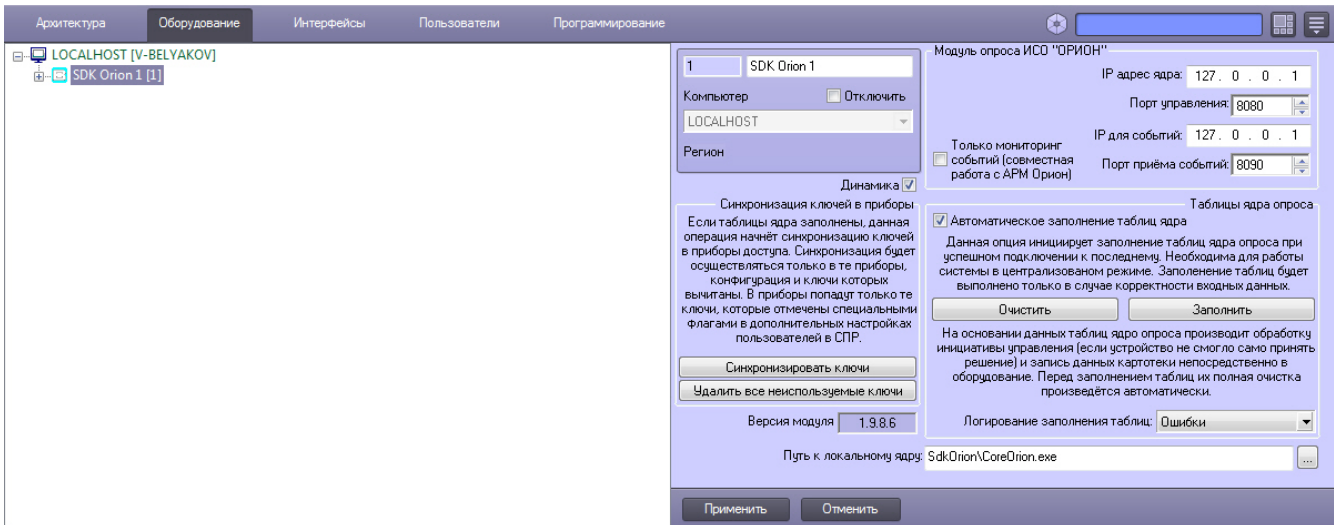 Архитектура Оборудование Интерфейсы Пользователи Программирование
LOCALHOST [V-BELYAKOV]
SDK Orion 1 [1]
1 SDK Orion 1
Компьютер Отключить
LOCALHOST
Регион
Динамика
Синхронизация ключей в приборы
Если таблицы ядра заполнены, данная
операция начнёт синхронизацию ключей
в приборы доступа. Синхронизация будет
осуществляться только в те приборы,
конфигурация и ключи которых
вычитаны. В приборы попадут только те
ключи, которые отмечены специальными
флагами в дополнительных настройках
пользователей в СПР.
Синхронизировать ключи
Удалить все неиспользуемые ключи
Версия модуля 1.9.8.6
Модуль опроса ИСО "ОРИОН"
IP адрес ядра: 127 . 0 . 0 . 1
Порт управления: 8080
IP для событий: 127 . 0 . 0 . 1
Только мониторинг
событий (совместная
работа с АРМ Орион)
Порт приёма событий: 8090
Таблицы ядра опроса
Автоматическое заполнение таблиц ядра
Данная опция инициирует заполнение таблиц ядра опроса при
успешном подключении к последнему. Необходима для работы
системы в централизованом режиме. Заполенение таблиц будет
выполнено только в случае корректности входных данных.
Очистить Заполнить
На основании данных таблиц ядро опроса производит обработку
инициативы управления (если устройство не смогло само принять
решение) и запись данных картотеки непосредственно в
оборудование. Перед заполнением таблиц их полная очистка
произведётся автоматически.
Логирование заполнения таблиц: Ошибки
Путь к локальному ядру: SdkOrion\CoreOrion.exe ...
Применить Отменить